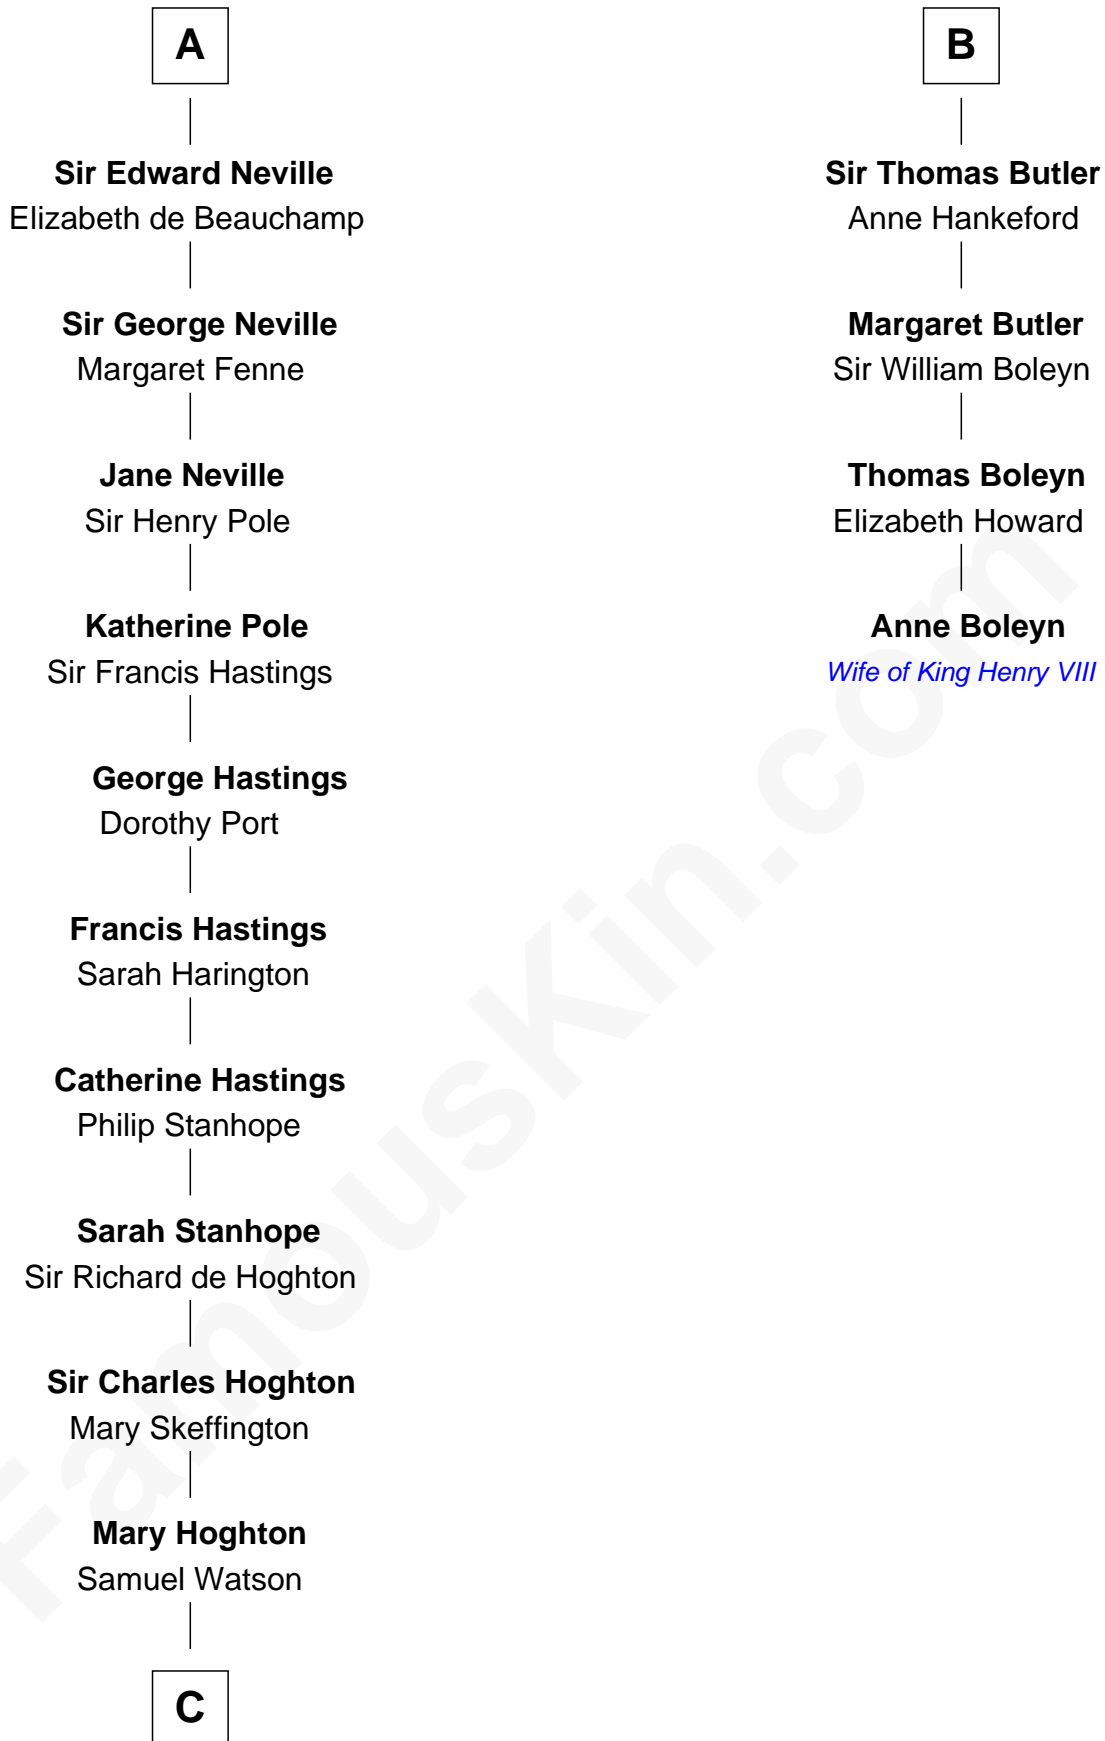 A
Sir Edward Neville
Elizabeth de Beauchamp
Sir George Neville
Margaret Fenne
Jane Neville
Sir Henry Pole
Katherine Pole
Sir Francis Hastings
George Hastings
Dorothy Port
Francis Hastings
Sarah Harington
Catherine Hastings
Philip Stanhope
Sarah Stanhope
Sir Richard de Hoghton
Sir Charles Hoghton
Mary Skeffington
Mary Hoghton
Samuel Watson
C
B
Sir Thomas Butler
Anne Hankeford
Margaret Butler
Sir William Boleyn
Thomas Boleyn
Elizabeth Howard
Anne Boleyn
Wife of King Henry VIII
FamousKin.com